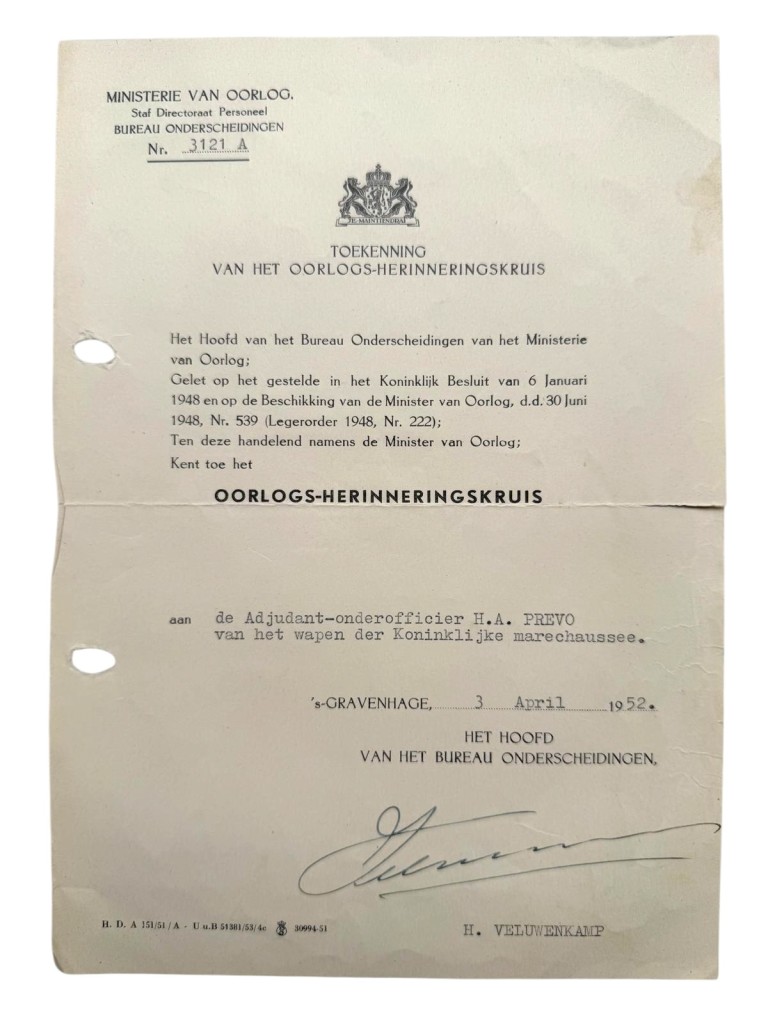 MINISTERIE VAN OORLOG.
Staf Directoraat Personeel
BUREAU ONDERSCHEIDINGEN
Nr. 3121 A
JE MAINTIENDRAI
TOEKENNING
VAN HET OORLOGS-HERINNERINGSKRUIS
Het Hoofd van het Bureau Onderscheidingen van het Ministerie
van Oorlog;
Gelet op het gestelde in het Koninklijk Besluit van 6 Januari
1948 en op de Beschikking van de Minister van Oorlog, d.d. 30 Juni
1948, Nr. 539 (Legerorder 1948, Nr. 222);
Ten deze handelend namens de Minister van Oorlog;
Kent toe het
OORLOGS-HERINNERINGSKRUIS
aan de Adjudant-onderofficier H.A. PREVO
van het wapen der Koninklijke marechaussee.
's-GRAVENHAGE, 3 April 1952.
HET HOOFD
VAN HET BUREAU ONDERSCHEIDINGEN,
H. D. A 151/51/A - U u.B 51381/53/4c 30994-51
H. VELUWENKAMP